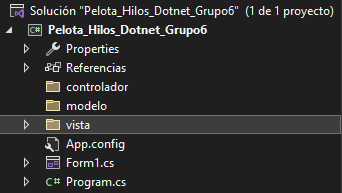 Solución "Pelota_Hilos_Dotnet_Grupo6" (1 de 1 proyecto)
C# Pelota_Hilos_Dotnet_Grupo6
Properties
Referencias
controlador
modelo
vista
App.config
Form1.cs
C# Program.cs